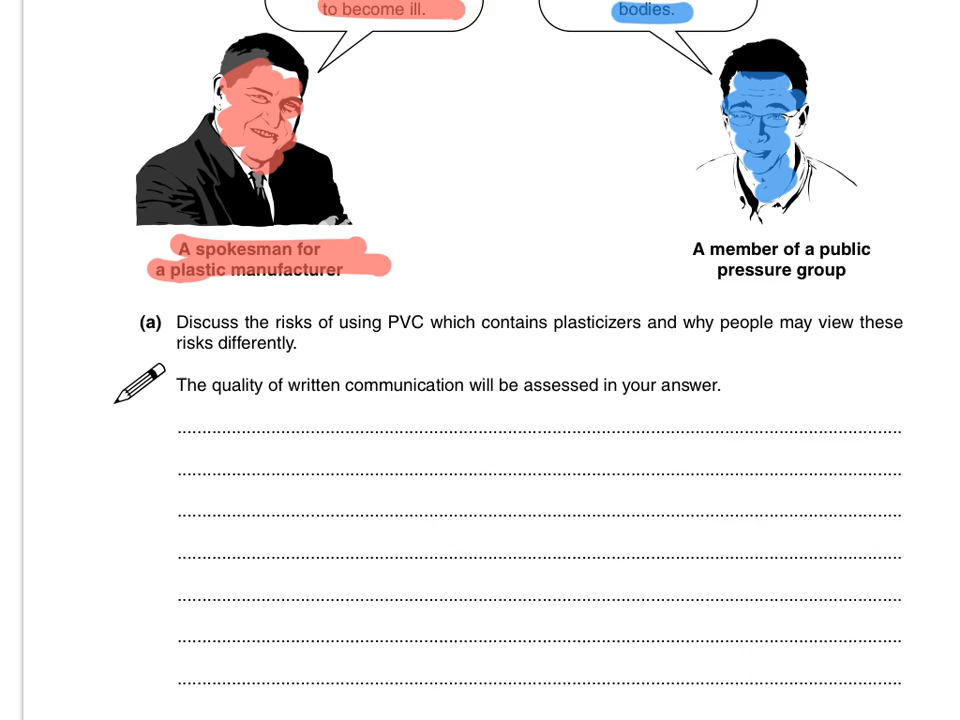 to become ill.
bodies.
A spokesman for
a plastic manufacturer
A member of a public
pressure group
(a) Discuss the risks of using PVC which contains plasticizers and why people may view these
risks differently.
The quality of written communication will be assessed in your answer.